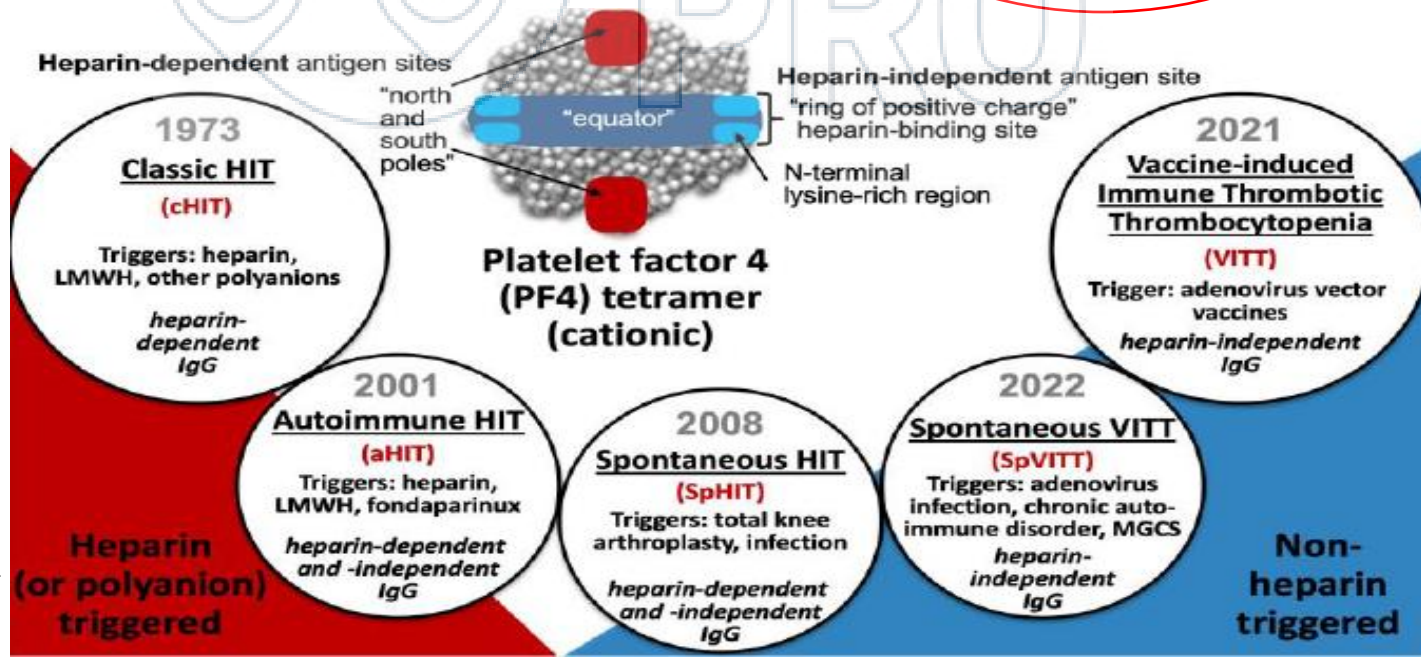 PRO
Heparin-dependent antigen sites
"north
and
south
poles"
"equator"
Heparin-independent antigen site
"ring of positive charge"
heparin-binding site
N-terminal
lysine-rich region
Platelet factor 4
(PF4) tetramer
(cationic)
1973
Classic HIT
(cHIT)
Triggers: heparin,
LMWH, other polyanions
heparin-
dependent
IgG
2001
Autoimmune HIT
(aHIT)
Triggers: heparin,
LMWH, fondaparinux
heparin-dependent
and -independent
IgG
2008
Spontaneous HIT
(SpHIT)
Triggers: total knee
arthroplasty, infection
heparin-dependent
and -independent
IgG
2022
Spontaneous VITT
(SpVITT)
Triggers: adenovirus
infection, chronic auto-
immune disorder, MGCS
heparin-
independent
IgG
2021
Vaccine-induced
Immune Thrombotic
Thrombocytopenia
(VITT)
Trigger: adenovirus vector
vaccines
heparin-independent
IgG
Heparin
(or polyanion)
triggered
Non-
heparin
triggered